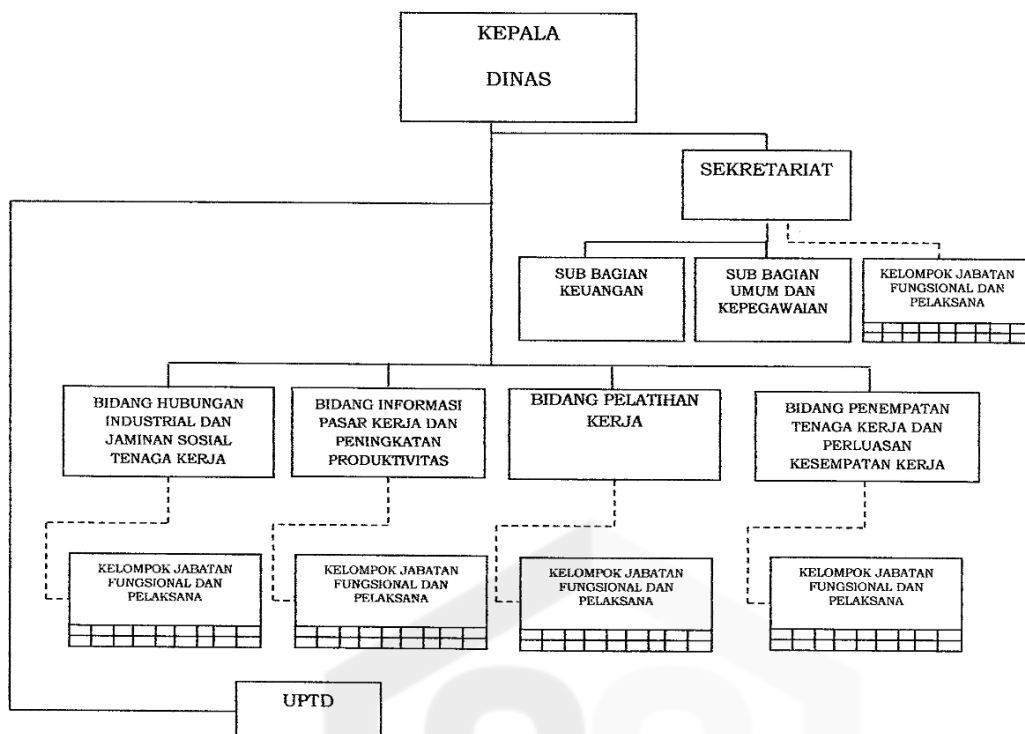 KEPALA
DINAS
SEKRETARIAT
SUB BAGIAN
KEUANGAN
SUB BAGIAN
UMUM DAN
KEPEGAWAIAN
KELOMPOK JABATAN
FUNGSIONAL DAN
PELAKSANA
BIDANG HUBUNGAN
INDUSTRIAL DAN
JAMINAN SOSIAL
TENAGA KERJA
BIDANG INFORMASI
PASAR KERJA DAN
PENINGKATAN
PRODUKTIVITAS
BIDANG PELATIHAN
KERJA
BIDANG PENEMPATAN
TENAGA KERJA DAN
PERLUASAN
KESEMPATAN KERJA
KELOMPOK JABATAN
FUNGSIONAL DAN
PELAKSANA
KELOMPOK JABATAN
FUNGSIONAL DAN
PELAKSANA
KELOMPOK JABATAN
FUNGSIONAL DAN
PELAKSANA
KELOMPOK JABATAN
FUNGSIONAL DAN
PELAKSANA
UPTD